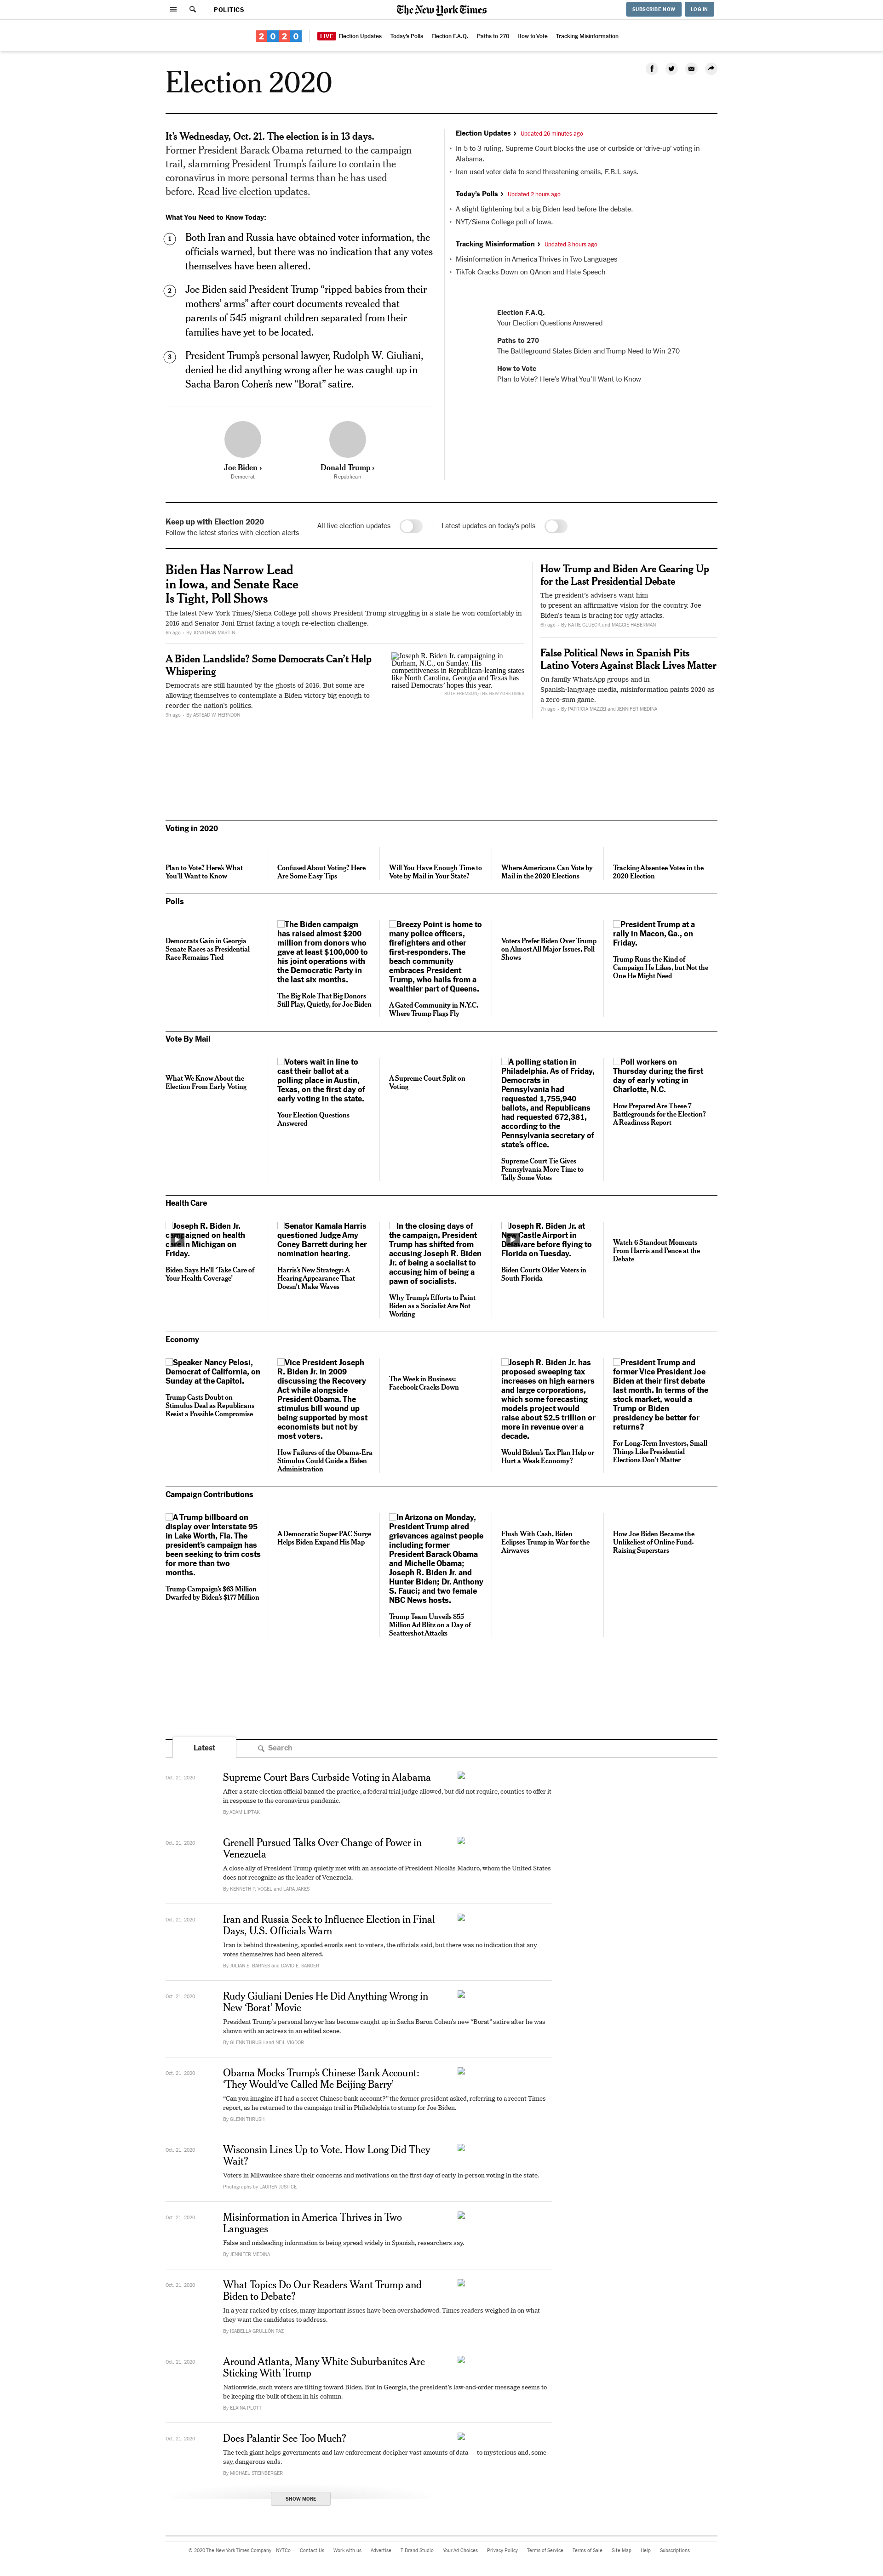 POLITICS
The New York Times
SUBSCRIBE NOW
LOG IN
2020
LIVE Election Updates
Today's Polls
Election F.A.Q.
Paths to 270
How to Vote
Tracking Misinformation
Election 2020
It's Wednesday, Oct. 21. The election is in 13 days.
Former President Barack Obama returned to the campaign
trail, slamming President Trump's failure to contain the
coronavirus in more personal terms than he has used
before. Read live election updates.
What You Need to Know Today:
1
Both Iran and Russia have obtained voter information, the
officials warned, but there was no indication that any votes
themselves have been altered.
2
Joe Biden said President Trump “ripped babies from their
mothers' arms” after court documents revealed that
parents of 545 migrant children separated from their
families have yet to be located.
3
President Trump's personal lawyer, Rudolph W. Giuliani,
denied he did anything wrong after he was caught up in
Sacha Baron Cohen's new “Borat” satire.
Joe Biden ›
Democrat
Donald Trump ›
Republican
Election Updates › Updated 26 minutes ago
• In 5 to 3 ruling, Supreme Court blocks the use of curbside or ‘drive-up’ voting in
Alabama.
• Iran used voter data to send threatening emails, F.B.I. says.
Today's Polls › Updated 2 hours ago
• A slight tightening but a big Biden lead before the debate.
• NYT/Siena College poll of Iowa.
Tracking Misinformation › Updated 3 hours ago
• Misinformation in America Thrives in Two Languages
• TikTok Cracks Down on QAnon and Hate Speech
Election F.A.Q.
Your Election Questions Answered
Paths to 270
The Battleground States Biden and Trump Need to Win 270
How to Vote
Plan to Vote? Here's What You'll Want to Know
Keep up with Election 2020
Follow the latest stories with election alerts
All live election updates
Latest updates on today's polls
Biden Has Narrow Lead
in Iowa, and Senate Race
Is Tight, Poll Shows
The latest New York Times/Siena College poll shows President Trump struggling in a state he won comfortably in
2016 and Senator Joni Ernst facing a tough re-election challenge.
8h ago – By JONATHAN MARTIN
A Biden Landslide? Some Democrats Can't Help
Whispering
Democrats are still haunted by the ghosts of 2016. But some are
allowing themselves to contemplate a Biden victory big enough to
reorder the nation's politics.
9h ago – By ASTEAD W. HERNDON
Joseph R. Biden Jr. campaigning in
Durham, N.C., on Sunday. His
competitiveness in Republican-leaning states
like North Carolina, Georgia and Texas has
raised Democrats' hopes this year.
RUTH FREMSON / THE NEW YORK TIMES
How Trump and Biden Are Gearing Up
for the Last Presidential Debate
The president's advisers want him
to present an affirmative vision for the country. Joe
Biden's team is bracing for ugly attacks.
6h ago – By KATIE GLUECK and MAGGIE HABERMAN
False Political News in Spanish Pits
Latino Voters Against Black Lives Matter
On family WhatsApp groups and in
Spanish-language media, misinformation paints 2020 as
a zero-sum game.
7h ago – By PATRICIA MAZZEI and JENNIFER MEDINA
Voting in 2020
Plan to Vote? Here's What
You'll Want to Know
Confused About Voting? Here
Are Some Easy Tips
Will You Have Enough Time to
Vote by Mail in Your State?
Where Americans Can Vote by
Mail in the 2020 Elections
Tracking Absentee Votes in the
2020 Election
Polls
Democrats Gain in Georgia
Senate Races as Presidential
Race Remains Tied
The Biden campaign
has raised almost $200
million from donors who
gave at least $100,000 to
his joint operations with
the Democratic Party in
the last six months.
The Big Role That Big Donors
Still Play, Quietly, for Joe Biden
Breezy Point is home to
many police officers,
firefighters and other
first-responders. The
beach community
embraces President
Trump, who hails from a
wealthier part of Queens.
A Gated Community in N.Y.C.
Where Trump Flags Fly
Voters Prefer Biden Over Trump
on Almost All Major Issues, Poll
Shows
President Trump at a
rally in Macon, Ga., on
Friday.
Trump Runs the Kind of
Campaign He Likes, but Not the
One He Might Need
Vote By Mail
What We Know About the
Election From Early Voting
Voters wait in line to
cast their ballot at a
polling place in Austin,
Texas, on the first day of
early voting in the state.
Your Election Questions
Answered
A Supreme Court Split on
Voting
A polling station in
Philadelphia. As of Friday,
Democrats in
Pennsylvania had
requested 1,755,940
ballots, and Republicans
had requested 672,381,
according to the
Pennsylvania secretary of
state's office.
Supreme Court Tie Gives
Pennsylvania More Time to
Tally Some Votes
Poll workers on
Thursday during the first
day of early voting in
Charlotte, N.C.
How Prepared Are These 7
Battlegrounds for the Election?
A Readiness Report
Health Care
Joseph R. Biden Jr.
campaigned on health
care in Michigan on
Friday.
Biden Says He'll ‘Take Care of
Your Health Coverage’
Senator Kamala Harris
questioned Judge Amy
Coney Barrett during her
nomination hearing.
Harris's New Strategy: A
Hearing Appearance That
Doesn't Make Waves
In the closing days of
the campaign, President
Trump has shifted from
accusing Joseph R. Biden
Jr. of being a socialist to
accusing him of being a
pawn of socialists.
Why Trump's Efforts to Paint
Biden as a Socialist Are Not
Working
Joseph R. Biden Jr. at
New Castle Airport in
Delaware before flying to
Florida on Tuesday.
Biden Courts Older Voters in
South Florida
Watch 6 Standout Moments
From Harris and Pence at the
Debate
Economy
Speaker Nancy Pelosi,
Democrat of California, on
Sunday at the Capitol.
Trump Casts Doubt on
Stimulus Deal as Republicans
Resist a Possible Compromise
Vice President Joseph
R. Biden Jr. in 2009
discussing the Recovery
Act while alongside
President Obama. The
stimulus bill wound up
being supported by most
economists but not by
most voters.
How Failures of the Obama-Era
Stimulus Could Guide a Biden
Administration
The Week in Business:
Facebook Cracks Down
Joseph R. Biden Jr. has
proposed sweeping tax
increases on high earners
and large corporations,
which some forecasting
models project would
raise about $2.5 trillion or
more in revenue over a
decade.
Would Biden's Tax Plan Help or
Hurt a Weak Economy?
President Trump and
former Vice President Joe
Biden at their first debate
last month. In terms of the
stock market, would a
Trump or Biden
presidency be better for
returns?
For Long-Term Investors, Small
Things Like Presidential
Elections Don't Matter
Campaign Contributions
A Trump billboard on
display over Interstate 95
in Lake Worth, Fla. The
president's campaign has
been seeking to trim costs
for more than two
months.
Trump Campaign's $63 Million
Dwarfed by Biden's $177 Million
A Democratic Super PAC Surge
Helps Biden Expand His Map
In Arizona on Monday,
President Trump aired
grievances against people
including former
President Barack Obama
and Michelle Obama;
Joseph R. Biden Jr. and
Hunter Biden; Dr. Anthony
S. Fauci; and two female
NBC News hosts.
Trump Team Unveils $55
Million Ad Blitz on a Day of
Scattershot Attacks
Flush With Cash, Biden
Eclipses Trump in War for the
Airwaves
How Joe Biden Became the
Unlikeliest of Online Fund-
Raising Superstars
Latest
Search
Oct. 21, 2020
Supreme Court Bars Curbside Voting in Alabama
After a state election official banned the practice, a federal trial judge allowed, but did not require, counties to offer it
in response to the coronavirus pandemic.
By ADAM LIPTAK
Oct. 21, 2020
Grenell Pursued Talks Over Change of Power in
Venezuela
A close ally of President Trump quietly met with an associate of President Nicolás Maduro, whom the United States
does not recognize as the leader of Venezuela.
By KENNETH P. VOGEL and LARA JAKES
Oct. 21, 2020
Iran and Russia Seek to Influence Election in Final
Days, U.S. Officials Warn
Iran is behind threatening, spoofed emails sent to voters, the officials said, but there was no indication that any
votes themselves had been altered.
By JULIAN E. BARNES and DAVID E. SANGER
Oct. 21, 2020
Rudy Giuliani Denies He Did Anything Wrong in
New ‘Borat’ Movie
President Trump's personal lawyer has become caught up in Sacha Baron Cohen's new “Borat” satire after he was
shown with an actress in an edited scene.
By GLENN THRUSH and NEIL VIGDOR
Oct. 21, 2020
Obama Mocks Trump's Chinese Bank Account:
‘They Would've Called Me Beijing Barry’
“Can you imagine if I had a secret Chinese bank account?” the former president asked, referring to a recent Times
report, as he returned to the campaign trail in Philadelphia to stump for Joe Biden.
By GLENN THRUSH
Oct. 21, 2020
Wisconsin Lines Up to Vote. How Long Did They
Wait?
Voters in Milwaukee share their concerns and motivations on the first day of early in-person voting in the state.
Photographs by LAUREN JUSTICE
Oct. 21, 2020
Misinformation in America Thrives in Two
Languages
False and misleading information is being spread widely in Spanish, researchers say.
By JENNIFER MEDINA
Oct. 21, 2020
What Topics Do Our Readers Want Trump and
Biden to Debate?
In a year racked by crises, many important issues have been overshadowed. Times readers weighed in on what
they want the candidates to address.
By ISABELLA GRULLÓN PAZ
Oct. 21, 2020
Around Atlanta, Many White Suburbanites Are
Sticking With Trump
Nationwide, such voters are tilting toward Biden. But in Georgia, the president's law-and-order message seems to
be keeping the bulk of them in his column.
By ELAINA PLOTT
Oct. 21, 2020
Does Palantir See Too Much?
The tech giant helps governments and law enforcement decipher vast amounts of data — to mysterious and, some
say, dangerous ends.
By MICHAEL STEINBERGER
SHOW MORE
© 2020 The New York Times Company
NYTCo
Contact Us
Work with us
Advertise
T Brand Studio
Your Ad Choices
Privacy Policy
Terms of Service
Terms of Sale
Site Map
Help
Subscriptions